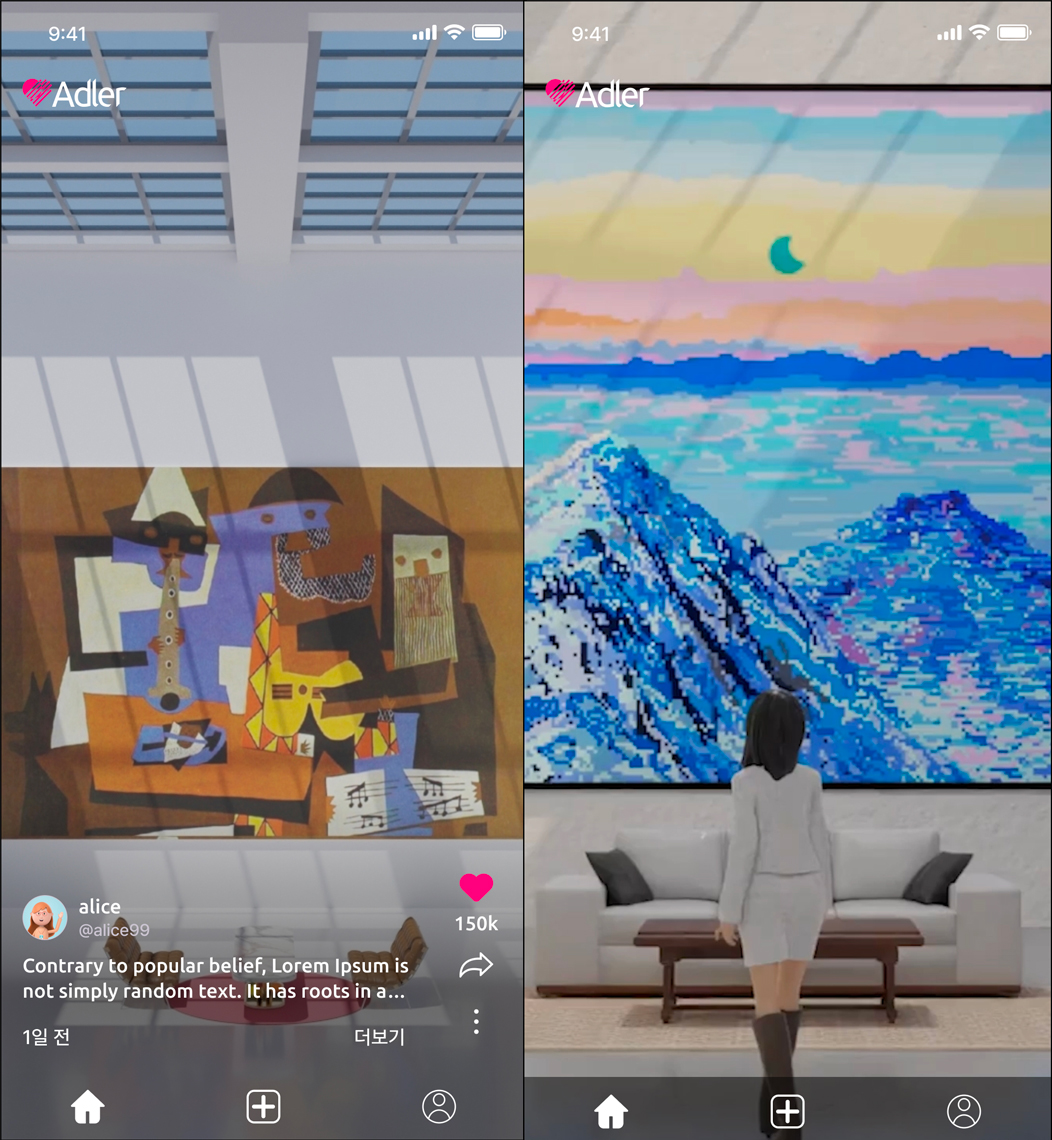 9:41
Adler
alice
@alice99
150k
Contrary to popular belief, Lorem Ipsum is
not simply random text. It has roots in a...
1일 전
더보기
9:41
Adler